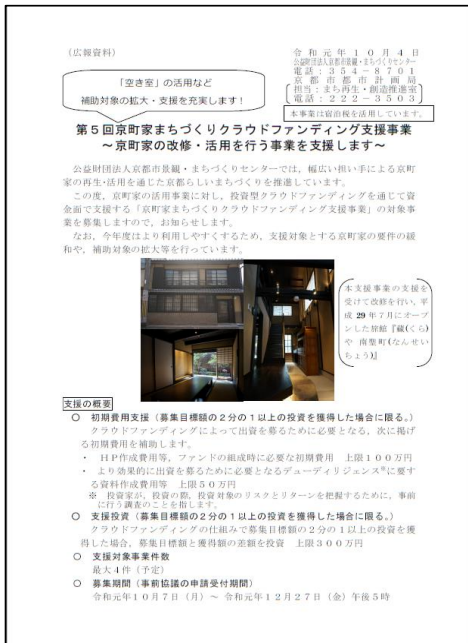 （広報資料）
令和元年１０月４日
公益財団法人京都市景観・まちづくりセンター
電話：３５４－８７０１
京都市都市計画局
担当：まち再生・創造推進室
電話：２２２－３５０３
本事業は宿泊税を活用しています。
「空き室」の活用など
補助対象の拡大・支援を充実します！
第５回京町家まちづくりクラウドファンディング支援事業
～京町家の改修・活用を行う事業を支援します～
公益財団法人京都市景観・まちづくりセンターでは、幅広い担い手による京町
家の再生・活用を通じた京都らしいまちづくりを推進しています。
この度、京町家の活用事業に対し、投資型クラウドファンディングを通じて資
金面で支援する「京町家まちづくりクラウドファンディング支援事業」の対象事
業を募集しますので、お知らせします。
なお、今年度はより利用しやすくするため、支援対象とする京町家の要件の緩
和や、補助対象の拡大等を行っています。
本支援事業の支援を
受けて改修を行い、平
成 29 年７月にオープ
ンした旅館『蔵(くら)
や 南聖町(なんせい
ちょう)』
支援の概要
○ 初期費用支援（募集目標額の２分の１以上の投資を獲得した場合に限る。）
クラウドファンディングによって出資を募るために必要となる、次に掲げ
る初期費用を補助します。
・ ＨＰ作成費用等、ファンドの組成時に必要な初期費用 上限１００万円
・ より効果的に出資を募るために必要となるデューディリジェンス※に要す
る資料作成費用等 上限５０万円
※ 投資家が、投資の際、投資対象のリスクとリターンを把握するために、事前
に行う調査のことを指します。
○ 支援投資（募集目標額の２分の１以上の投資を獲得した場合に限る。）
クラウドファンディングの仕組みで募集目標額の２分の１以上の投資を獲
得した場合、募集目標額と獲得額の差額を投資 上限３００万円
○ 支援対象事業件数
最大４件（予定）
○ 募集期間（事前協議の申請受付期間）
令和元年１０月７日（月）～ 令和元年１２月２７日（金）午後５時